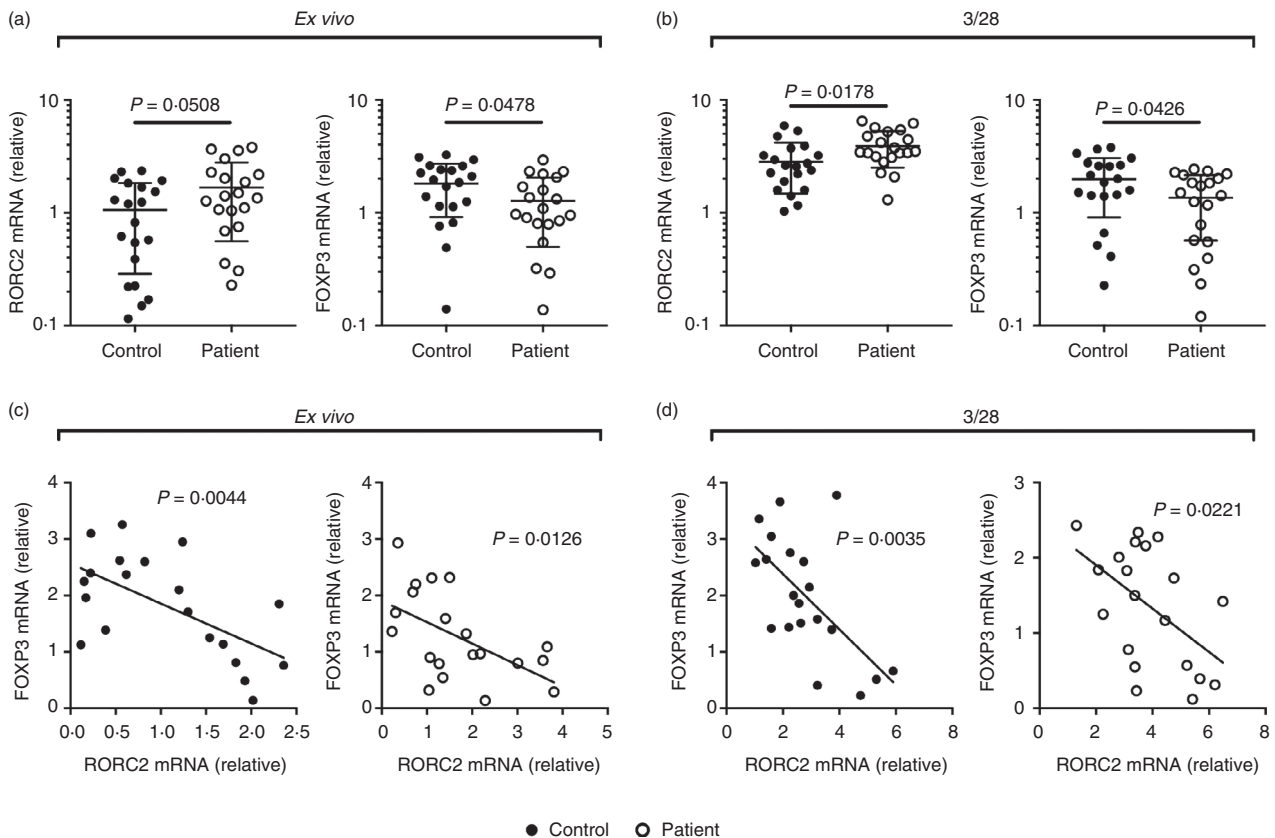 (a)
Ex vivo
(b)
3/28
RORC2 mRNA (relative)
10
1
0·1
P = 0·0508
Control
Patient
FOXP3 mRNA (relative)
10
1
0·1
P = 0·0478
Control
Patient
RORC2 mRNA (relative)
10
1
0·1
P = 0·0178
Control
Patient
FOXP3 mRNA (relative)
10
1
0·1
P = 0·0426
Control
Patient
(c)
Ex vivo
(d)
3/28
FOXP3 mRNA (relative)
4
3
2
1
0
P = 0·0044
0·0 0·5 1·0 1·5 2·0 2·5
RORC2 mRNA (relative)
FOXP3 mRNA (relative)
4
3
2
1
0
P = 0·0126
0 1 2 3 4 5
RORC2 mRNA (relative)
FOXP3 mRNA (relative)
4
3
2
1
0
P = 0·0035
0 2 4 6 8
RORC2 mRNA (relative)
FOXP3 mRNA (relative)
3
2
1
0
P = 0·0221
0 2 4 6 8
RORC2 mRNA (relative)
Control Patient